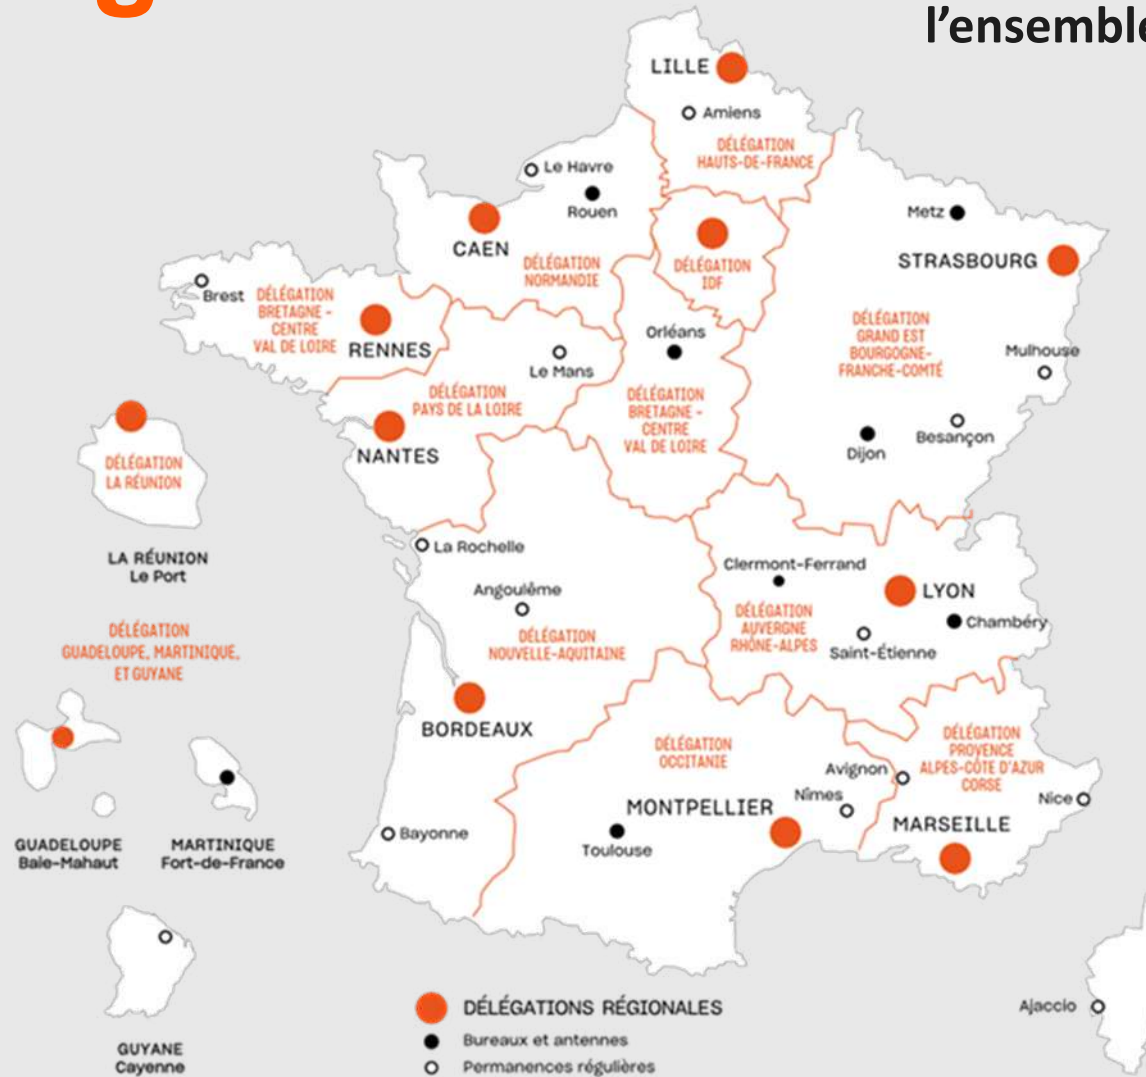 g
l'ensemble
LILLE
Amiens
DÉLÉGATION
HAUTS-DE-FRANCE
Le Havre
Rouen
CAEN
DÉLÉGATION
NORMANDIE
DÉLÉGATION
IDF
Metz
STRASBOURG
DÉLÉGATION
GRAND EST
BOURGOGNE-
FRANCHE-COMTÉ
Mulhouse
Besançon
Dijon
Brest
DÉLÉGATION
BRETAGNE -
CENTRE
VAL DE LOIRE
RENNES
Orléans
Le Mans
DÉLÉGATION
PAYS DE LA LOIRE
NANTES
DÉLÉGATION
BRETAGNE -
CENTRE
VAL DE LOIRE
DÉLÉGATION
LA RÉUNION
LA RÉUNION
Le Port
La Rochelle
Angoulême
DÉLÉGATION
NOUVELLE-AQUITAINE
BORDEAUX
Bayonne
Clermont-Ferrand
LYON
Chambéry
DÉLÉGATION
AUVERGNE
RHÔNE-ALPES
Saint-Étienne
DÉLÉGATION
GUADELOUPE, MARTINIQUE,
ET GUYANE
GUADELOUPE
Baie-Mahaut
MARTINIQUE
Fort-de-France
DÉLÉGATION
OCCITANIE
MONTPELLIER
Toulouse
Nîmes
Avignon
DÉLÉGATION
PROVENCE
ALPES-CÔTE D'AZUR
CORSE
Nice
MARSEILLE
Ajaccio
GUYANE
Cayenne
DÉLÉGATIONS RÉGIONALES
Bureaux et antennes
Permanences régulières